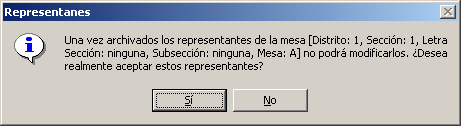 Representanes
Una vez archivados los representantes de la mesa [Distrito: 1, Sección: 1, Letra
Sección: ninguna, Subsección: ninguna, Mesa: A] no podrá modificarlos. ¿Desea
realmente aceptar estos representantes?
Sí No